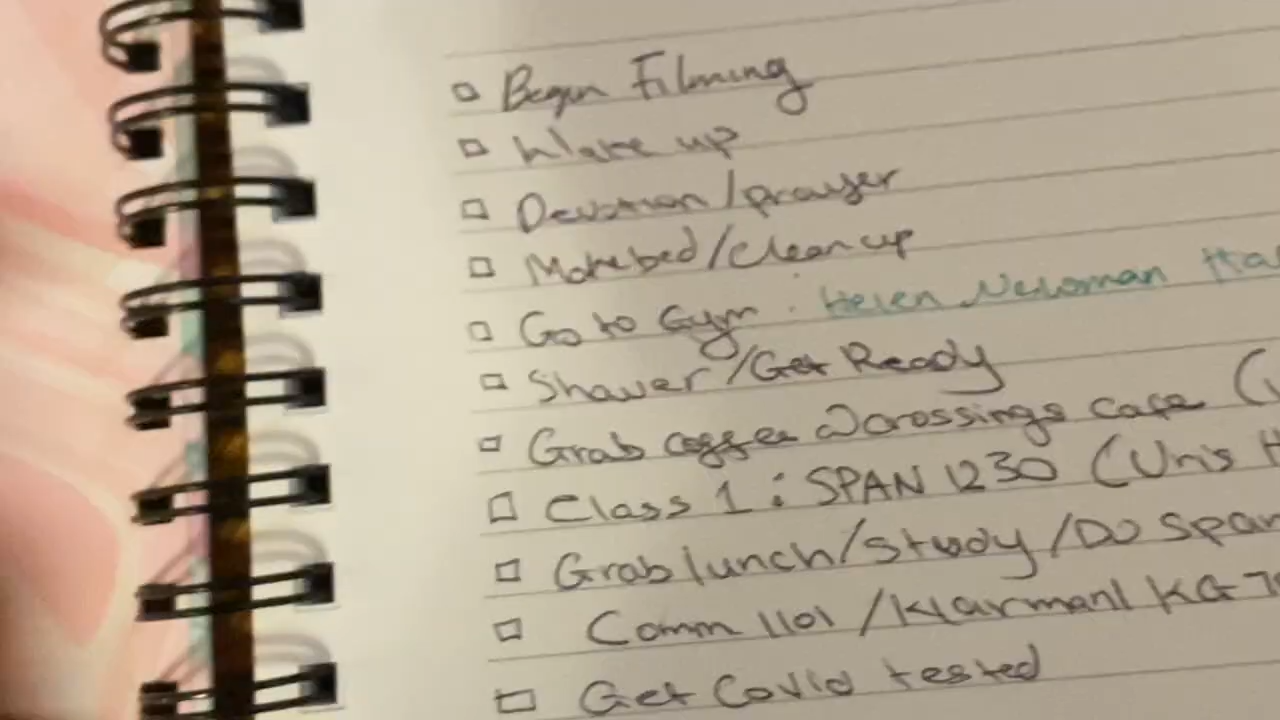 Begin Filming
Wake up
Devotion/prayer
Make bed/Clean up
Go to Gym · Helen Newman
Shower/Get Ready
Grab coffee @crossings cafe
Class 1: SPAN 1230 (Uris
Grab lunch/study/Do Span
Comm 1101 /Klarman KG
Get Covid tested